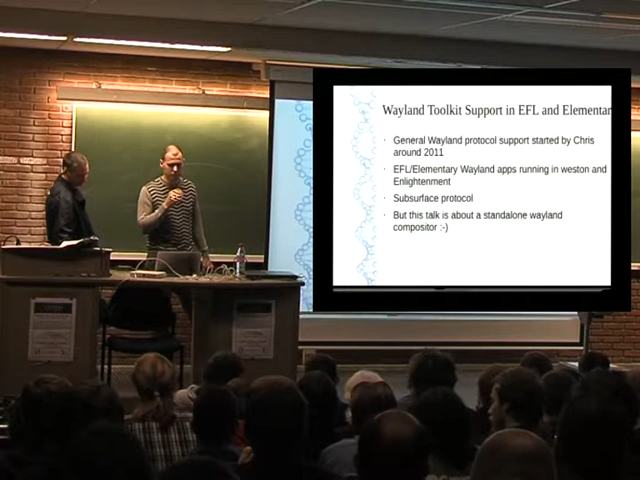 Wayland Toolkit Support in EFL and Elementar
· General Wayland protocol support started by Chris
around 2011
· EFL/Elementary Wayland apps running in weston and
Enlightenment
· Subsurface protocol
· But this talk is about a standalone wayland
compositor :-)